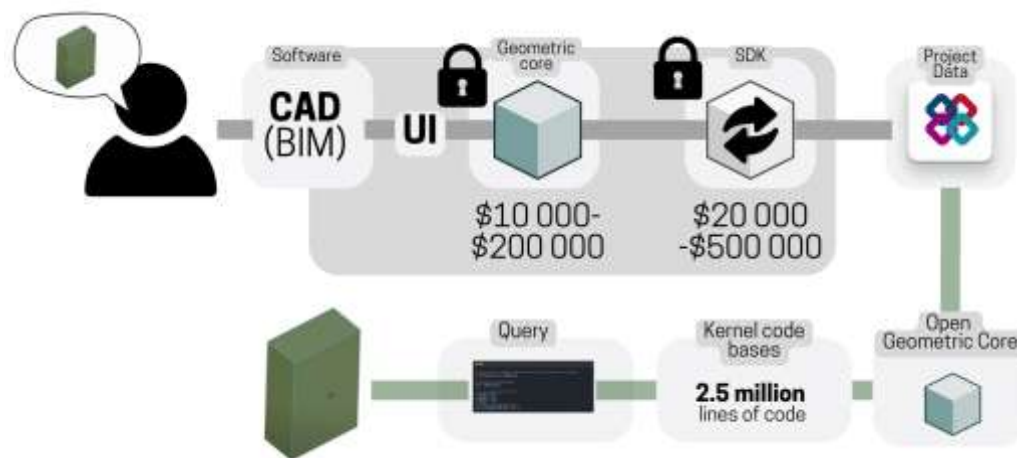 Software
CAD
(BIM)
UI
Geometric
core
$10 000-
$200 000
SDK
$20 000
-$500 000
Project
Data
Query
Kernel code
bases
2.5 million
lines of code
Open
Geometric Core